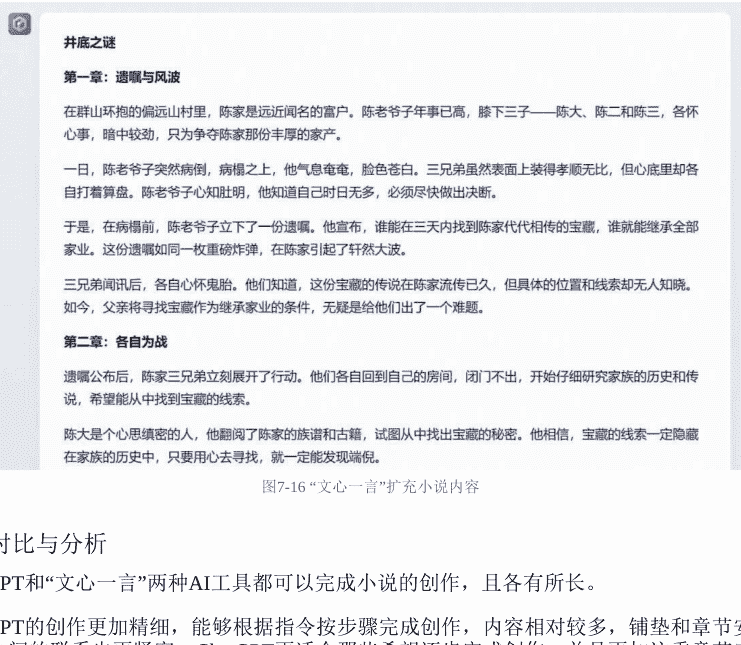 井底之谜
第一章：遗嘱与风波
在群山环抱的偏远山村里，陈家是远近闻名的富户。陈老爷子年事已高，膝下三子——陈大、陈二和陈三，各怀
心事，暗中较劲，只为争夺陈家那份丰厚的家产。
一日，陈老爷子突然病倒，病榻之上，他气息奄奄，脸色苍白。三兄弟虽然表面上装得孝顺无比，但心底里却各
自打着算盘。陈老爷子心知肚明，他知道自己时日无多，必须尽快做出决断。
于是，在病榻前，陈老爷子立下了一份遗嘱。他宣布，谁能在三天内找到陈家代代相传的宝藏，谁就能继承全部
家业。这份遗嘱如同一枚重磅炸弹，在陈家引起了轩然大波。
三兄弟闻讯后，各自心怀鬼胎。他们知道，这份宝藏的传说在陈家流传已久，但具体的位置和线索却无人知晓。
如今，父亲将寻找宝藏作为继承家业的条件，无疑是给他们出了一个难题。
第二章：各自为战
遗嘱公布后，陈家三兄弟立刻展开了行动。他们各自回到自己的房间，闭门不出，开始仔细研究家族的历史和传
说，希望能从中找到宝藏的线索。
陈大是个心思缜密的人，他翻阅了陈家的族谱和古籍，试图从中找出宝藏的秘密。他相信，宝藏的线索一定隐藏
在家族的历史中，只要用心去寻找，就一定能发现端倪。
图7-16 “文心一言”扩充小说内容
对比与分析
PT和“文心一言”两种AI工具都可以完成小说的创作，且各有所长。
PT的创作更加精细，能够根据指令按步骤完成创作，内容相对较多，铺垫和章节安